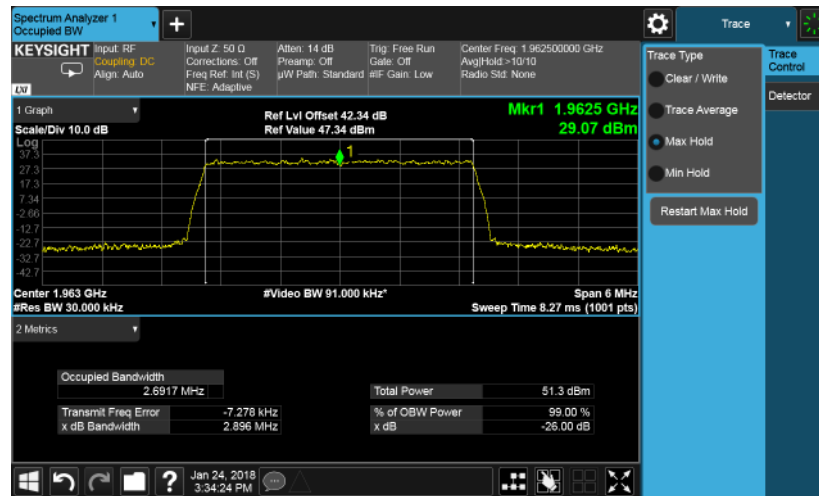 Spectrum Analyzer 1
Occupied BW
+
Trace
KEYSIGHT
Input: RF
Coupling: DC
Align: Auto
Input Z: 50 Ω
Corrections: Off
Freq Ref: Int (S)
NFE: Adaptive
Atten: 14 dB
Preamp: Off
µW Path: Standard
Trig: Free Run
Gate: Off
#IF Gain: Low
Center Freq: 1.962500000 GHz
Avg|Hold:>10/10
Radio Std: None
LXI
1 Graph
Scale/Div 10.0 dB
Ref Lvl Offset 42.34 dB
Ref Value 47.34 dBm
Mkr1 1.9625 GHz
29.07 dBm
Log
37.3
27.3
17.3
7.34
-2.66
-12.7
-22.7
-32.7
-42.7
1
Center 1.963 GHz
#Res BW 30.000 kHz
#Video BW 91.000 kHz*
Span 6 MHz
Sweep Time 8.27 ms (1001 pts)
2 Metrics
Occupied Bandwidth
2.6917 MHz
Total Power 51.3 dBm
Transmit Freq Error -7.278 kHz
% of OBW Power 99.00 %
x dB Bandwidth 2.896 MHz
x dB -26.00 dB
Trace Type
Clear / Write
Trace Average
Max Hold
Min Hold
Restart Max Hold
Trace
Control
Detector
?
Jan 24, 2018
3:34:24 PM